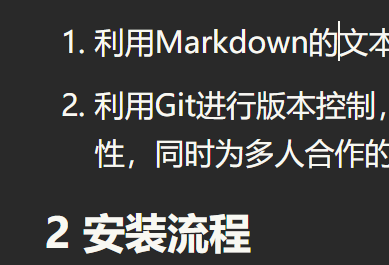 1. 利用Markdown的文本
2. 利用Git进行版本控制，
性，同时为多人合作的
2 安装流程